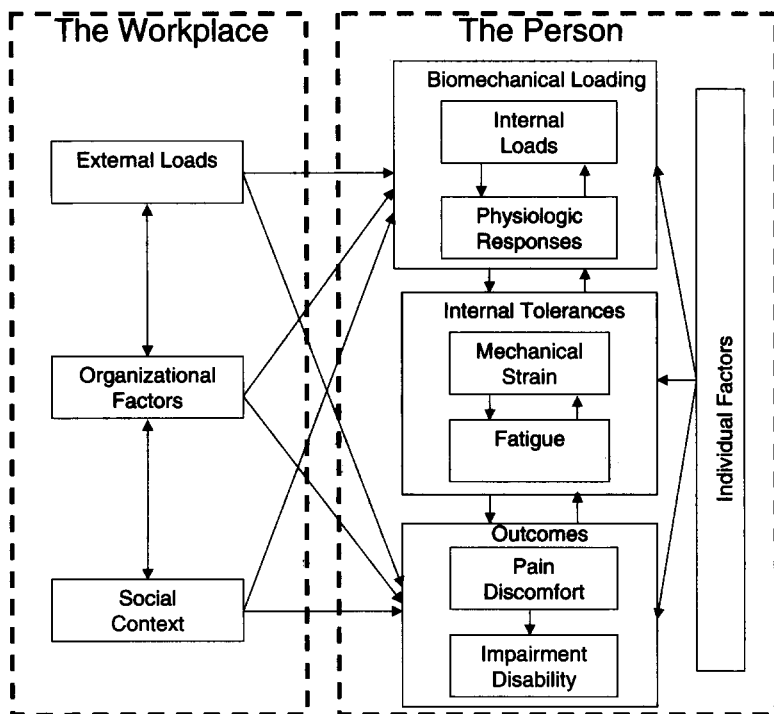 The Workplace
External Loads
Organizational
Factors
Social
Context
The Person
Biomechanical Loading
Internal
Loads
Physiologic
Responses
Internal Tolerances
Mechanical
Strain
Fatigue
Outcomes
Pain
Discomfort
Impairment
Disability
Individual Factors